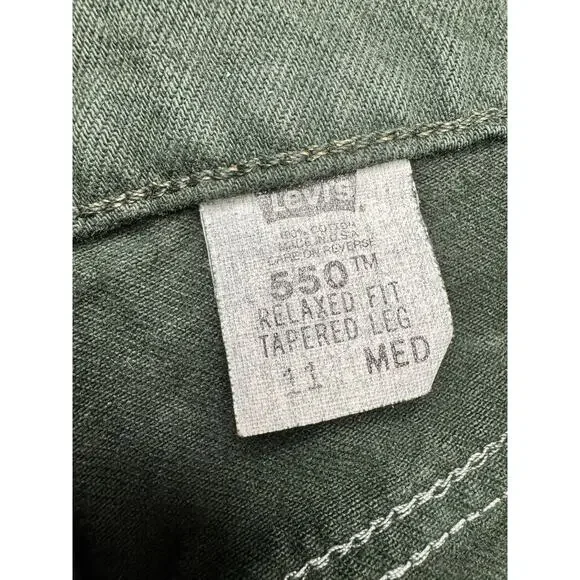 Levi's
100% COTTON
MADE IN U.S.A.
CARE ON REVERSE
550™
RELAXED FIT
TAPERED LEG
11 MED